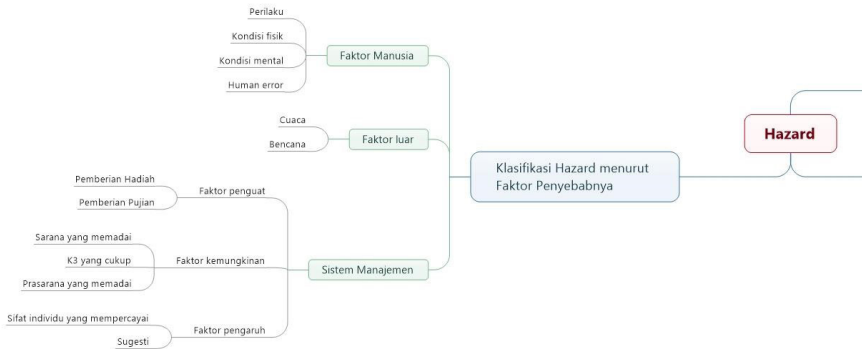 Perilaku
Kondisi fisik
Kondisi mental
Human error
Faktor Manusia
Cuaca
Bencana
Faktor luar
Pemberian Hadiah
Pemberian Pujian
Faktor penguat
Sarana yang memadai
K3 yang cukup
Prasarana yang memadai
Faktor kemungkinan
Sifat individu yang mempercayai
Sugesti
Faktor pengaruh
Sistem Manajemen
Klasifikasi Hazard menurut
Faktor Penyebabnya
Hazard